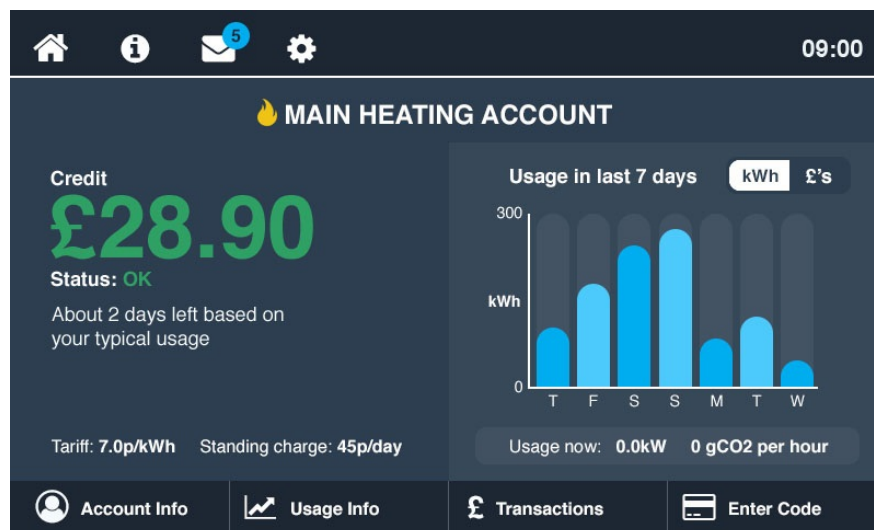 5
09:00
MAIN HEATING ACCOUNT
Credit
£28.90
Status: OK
About 2 days left based on
your typical usage
Tariff: 7.0p/kWh Standing charge: 45p/day
Usage in last 7 days kWh £'s
300
kWh
0
T F S S M T W
Usage now: 0.0kW 0 gCO2 per hour
Account Info Usage Info £ Transactions Enter Code